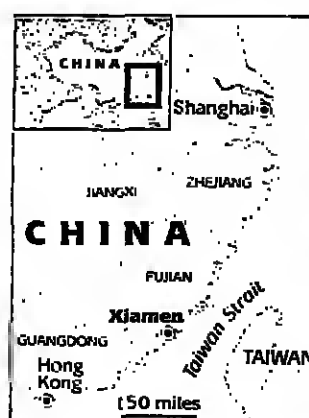 CHINA
Shanghai
JIANGXI
ZHEJIANG
CHINA
FUJIAN
Xiamen
Taiwan Strait
GUANGDONG
TAIWAN
Hong
Kong
150 miles